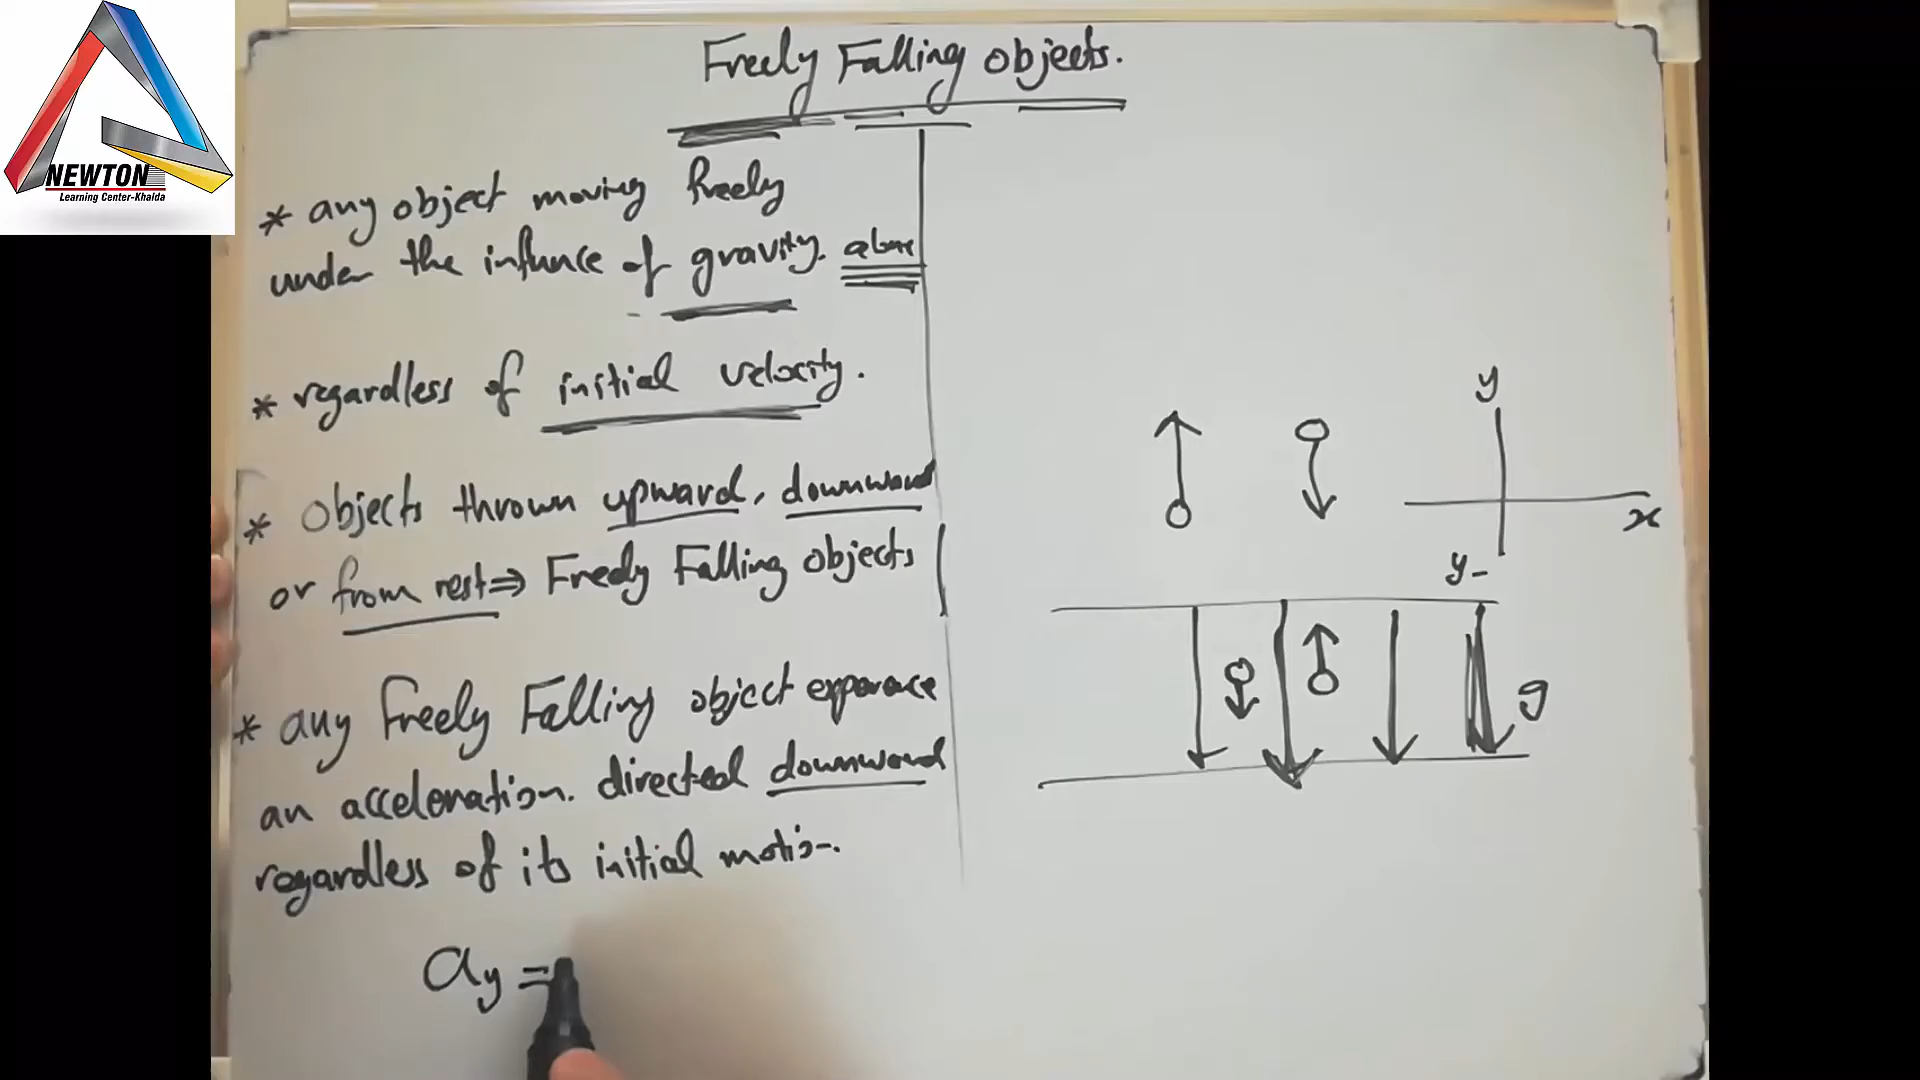 NEWTON
Learning Center-Khalda
Freely Falling objects.
* any object moving freely
under the influnce of gravity. alone
* regardless of initial velocity.
* Objects thrown upward, downward
or from rest ⇒ Freely Falling objects
* any Freely Falling object experance
an acceleration. directed downward
regardless of its initial motion.
ay =
y
x
y-
g